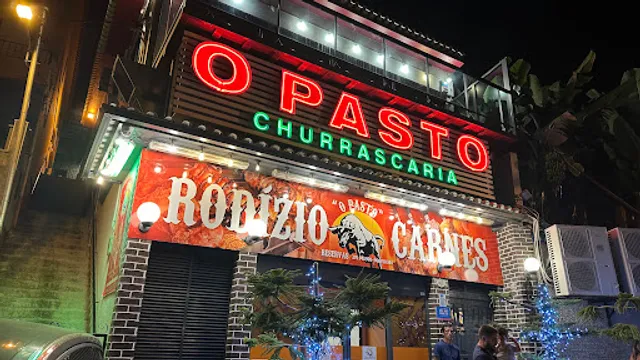 O PASTO
CHURRASCARIA
RODÍZIO
"O PASTO"
CARNES